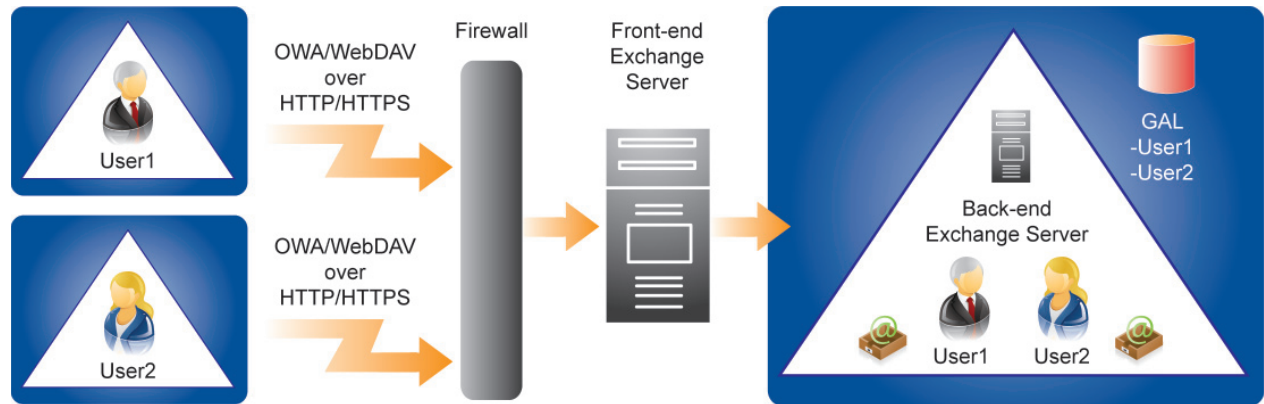 User1
OWA/WebDAV
over
HTTP/HTTPS
User2
OWA/WebDAV
over
HTTP/HTTPS
Firewall
Front-end
Exchange
Server
GAL
-User1
-User2
Back-end
Exchange Server
@
User1
User2
@